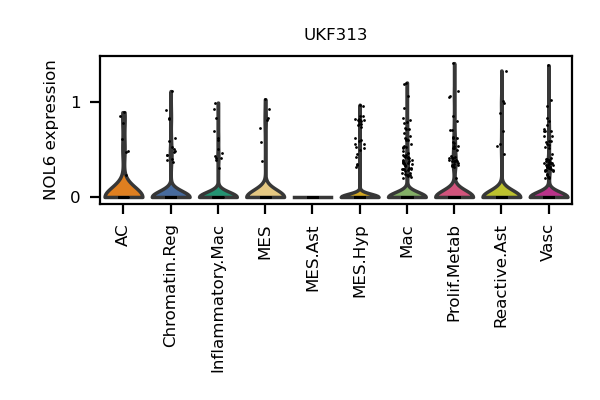 UKF313
NOL6 expression
1
0
AC
Chromatin.Reg
Inflammatory.Mac
MES
MES.Ast
MES.Hyp
Mac
Prolif.Metab
Reactive.Ast
Vasc